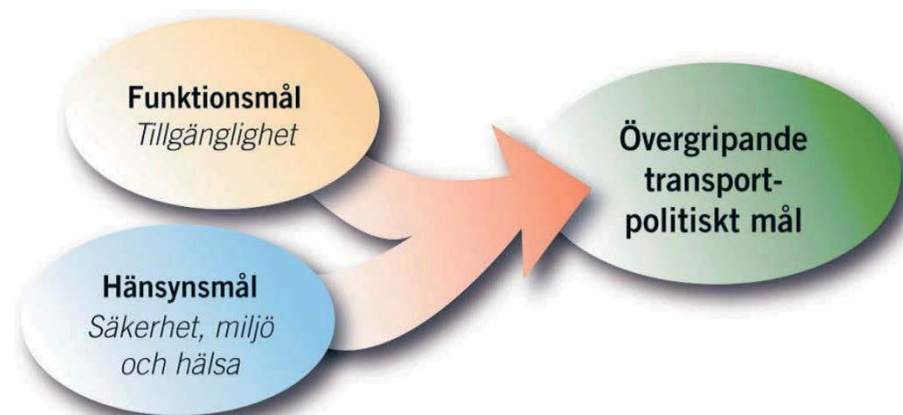 Funktionsmål
Tillgänglighet
Hänsynsmål
Säkerhet, miljö
och hälsa
Övergripande
transport-
politiskt mål